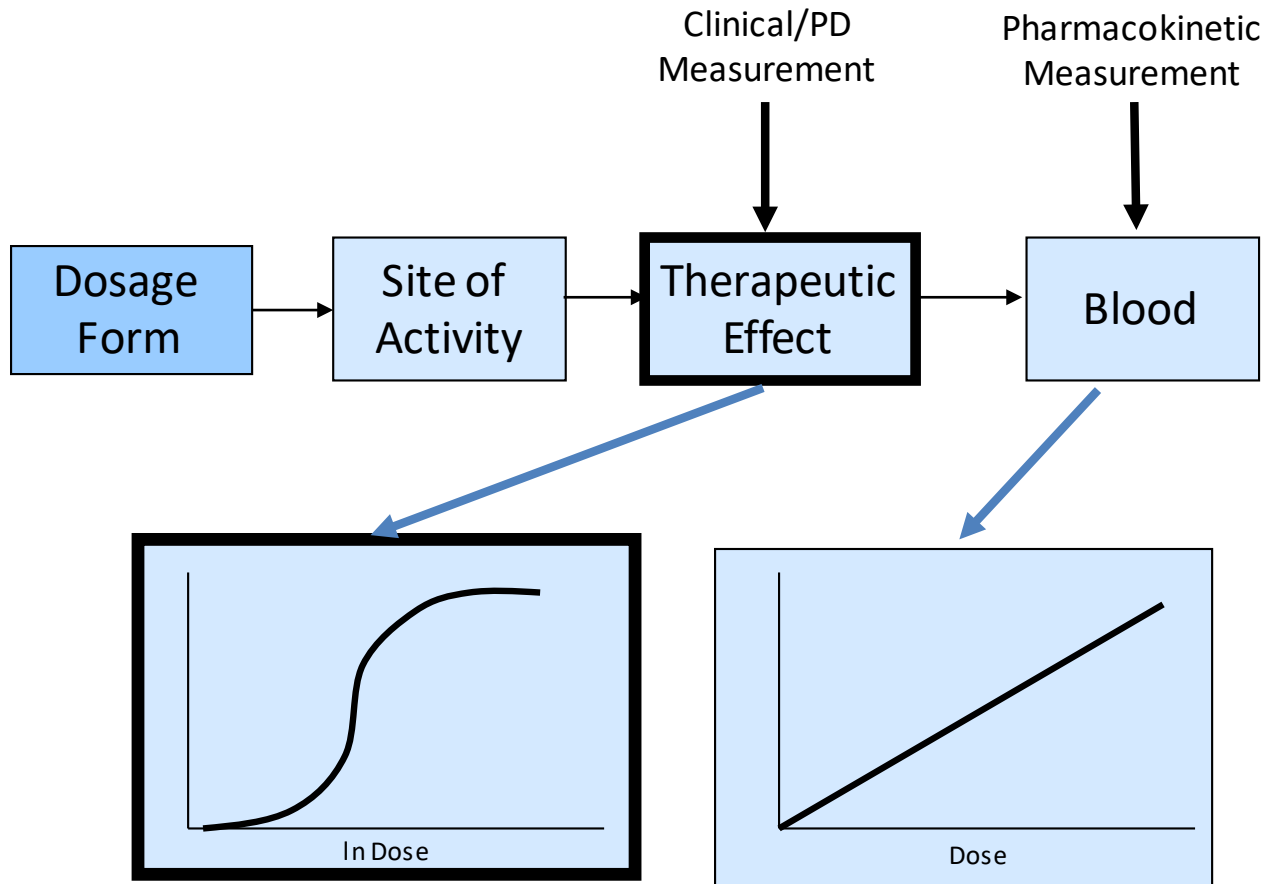 Clinical/PD
Measurement
Pharmacokinetic
Measurement
Dosage
Form
Site of
Activity
Therapeutic
Effect
Blood
ln Dose
Dose